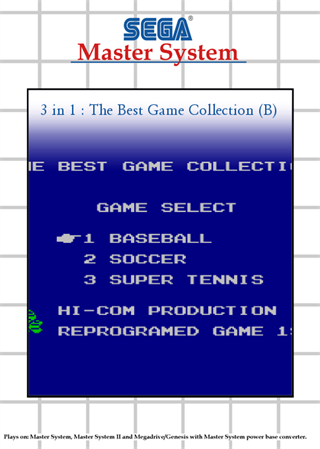 SEGA®
Master System
3 in 1 : The Best Game Collection (B)
E BEST GAME COLLECTI
GAME SELECT
1 BASEBALL
2 SOCCER
3 SUPER TENNIS
HI-COM PRODUCTION
REPROGRAMED GAME 1
Plays on: Master System, Master System II and Megadrive/Genesis with Master System power base converter.